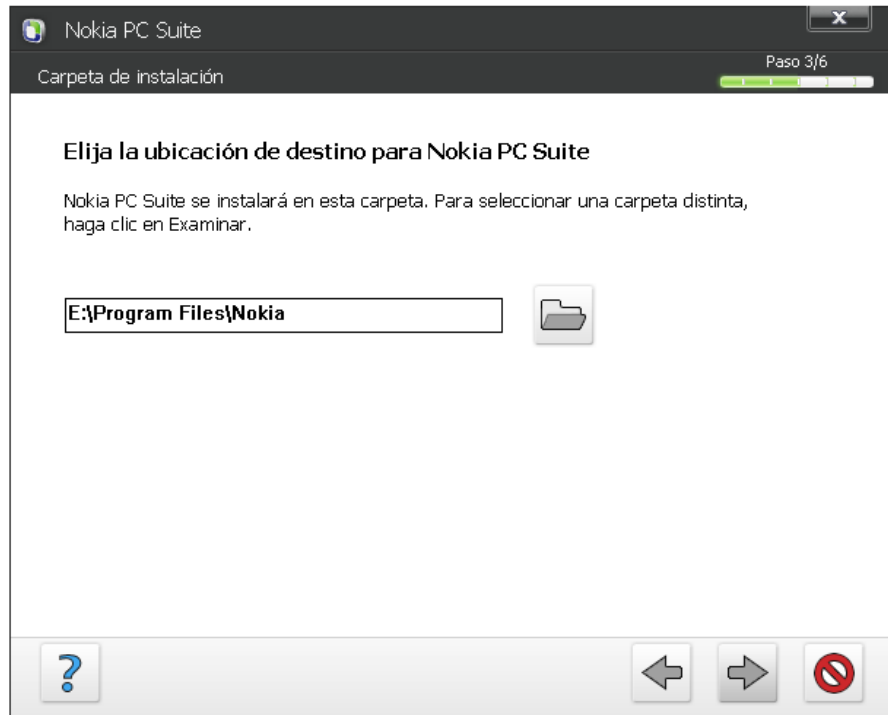 Nokia PC Suite
x
Carpeta de instalación
Paso 3/6
Elija la ubicación de destino para Nokia PC Suite
Nokia PC Suite se instalará en esta carpeta. Para seleccionar una carpeta distinta,
haga clic en Examinar.
E:\Program Files\Nokia
?